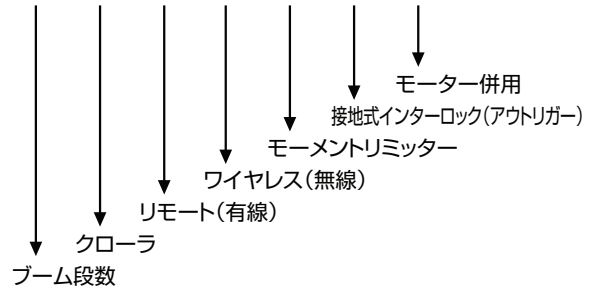 モーター併用
接地式インターロック(アウトリガー)
モーメントリミッター
ワイヤレス(無線)
リモート(有線)
クローラ
ブーム段数